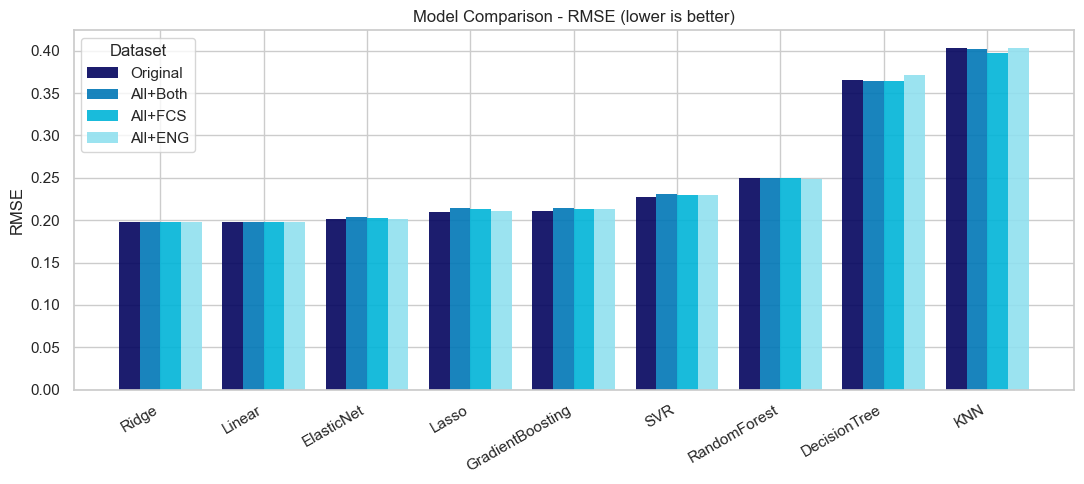 Model Comparison - RMSE (lower is better)
Dataset
Original
All+Both
All+FCS
All+ENG
RMSE
0.40
0.35
0.30
0.25
0.20
0.15
0.10
0.05
0.00
Ridge
Linear
ElasticNet
Lasso
GradientBoosting
SVR
RandomForest
DecisionTree
KNN